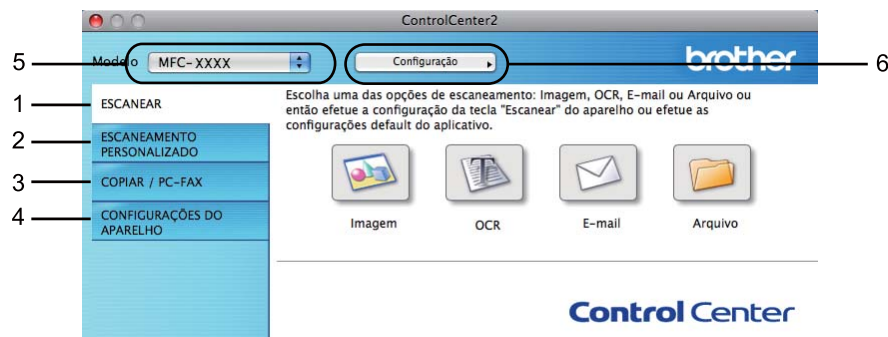 ControlCenter2
5
Modelo
MFC-XXXX
Configuração
brother
6
1
ESCANEAR
2
ESCANEAMENTO
PERSONALIZADO
3
COPIAR / PC-FAX
4
CONFIGURAÇÕES DO
APARELHO
Escolha uma das opções de escaneamento: Imagem, OCR, E-mail ou Arquivo ou
então efetue a configuração da tecla "Escanear" do aparelho ou efetue as
configurações default do aplicativo.
Imagem
OCR
E-mail
Arquivo
Control Center